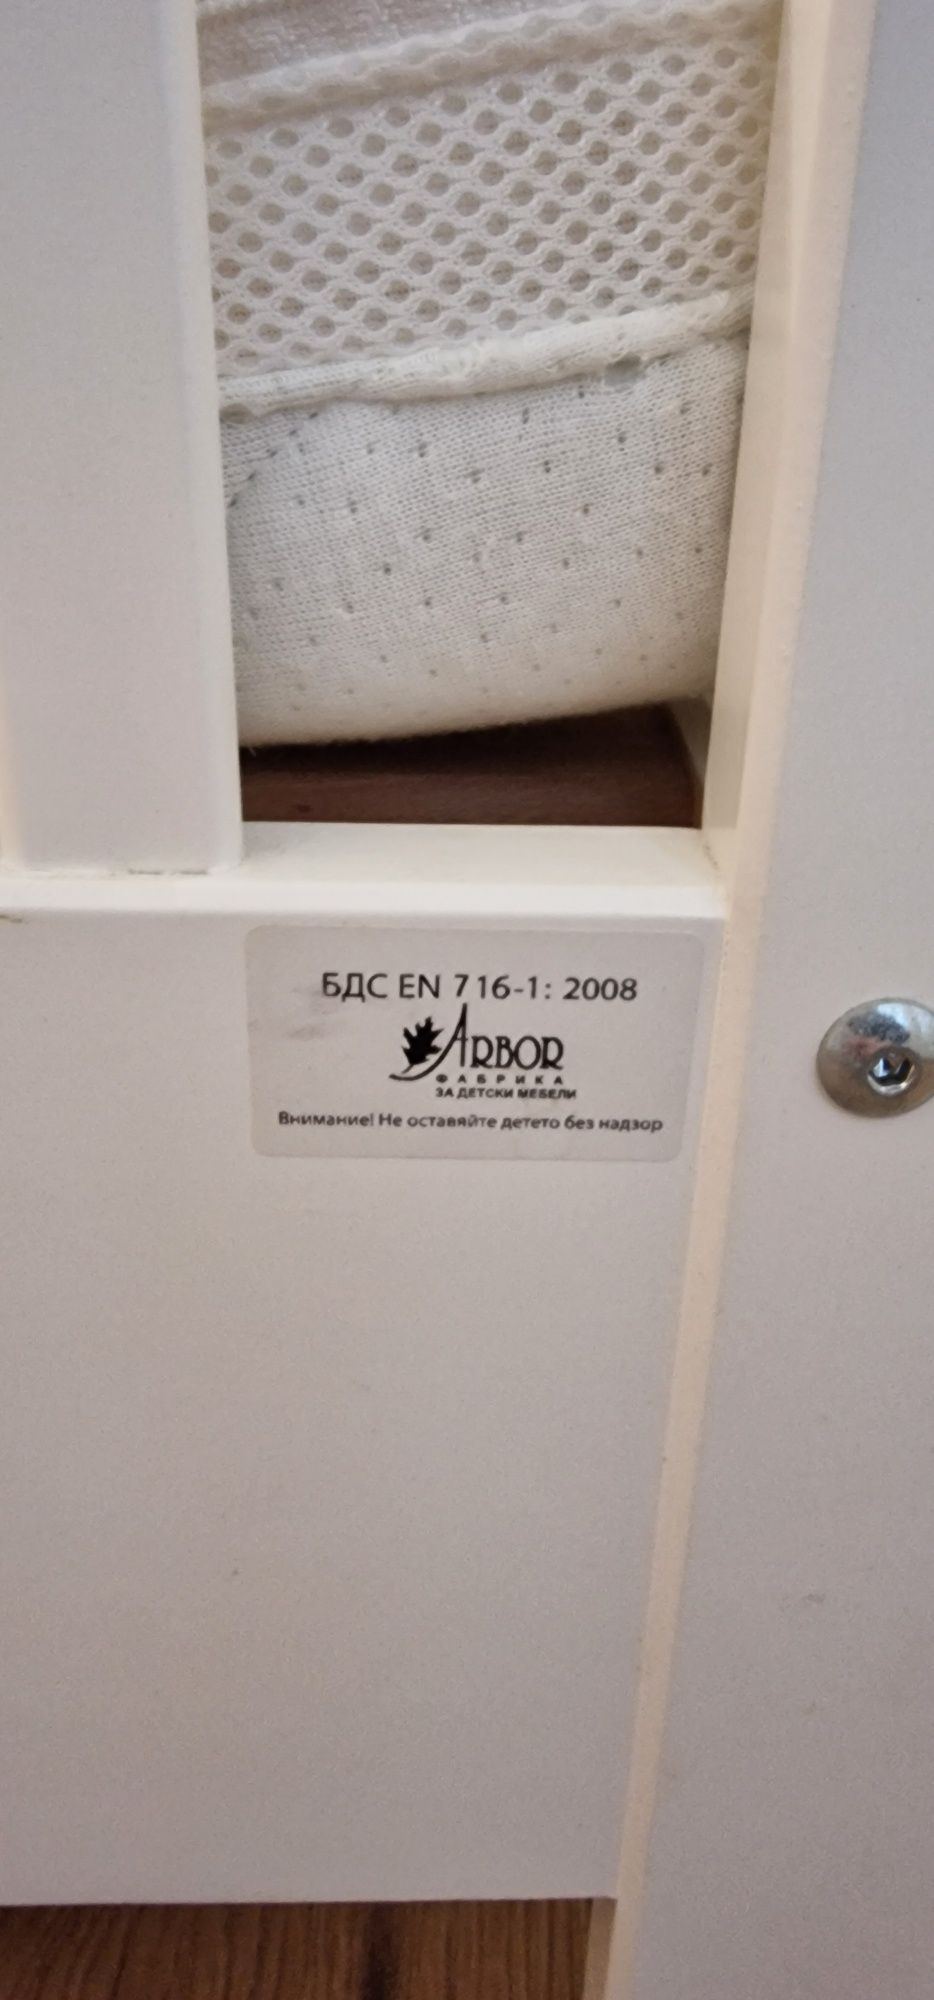 БДС EN 716-1: 2008
ARBOR
ФАБРИКА
ЗА ДЕТСКИ МЕБЕЛИ
Внимание! Не оставяйте детето без надзор